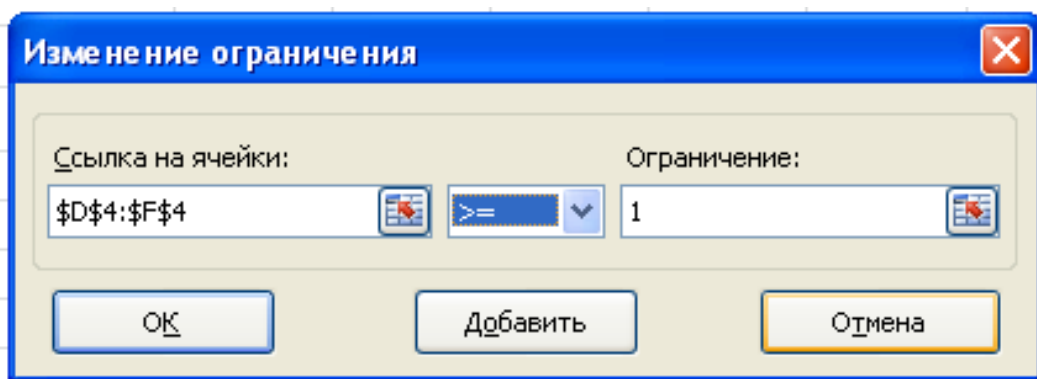 Изменение ограничения
Ссылка на ячейки:
Ограничение:
$D$4:$F$4
>=
1
ОК
Добавить
Отмена